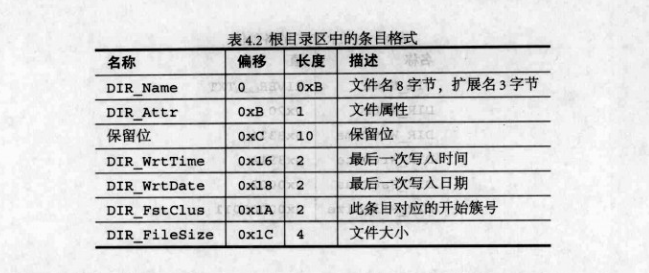 表4.2 根目录区中的条目格式
名称 偏移 长度 描述
DIR_Name 0 0xB 文件名8字节，扩展名3字节
DIR_Attr 0xB 1 文件属性
保留位 0xC 10 保留位
DIR_WrtTime 0x16 2 最后一次写入时间
DIR_WrtDate 0x18 2 最后一次写入日期
DIR_FstClus 0x1A 2 此条目对应的开始簇号
DIR_FileSize 0x1C 4 文件大小